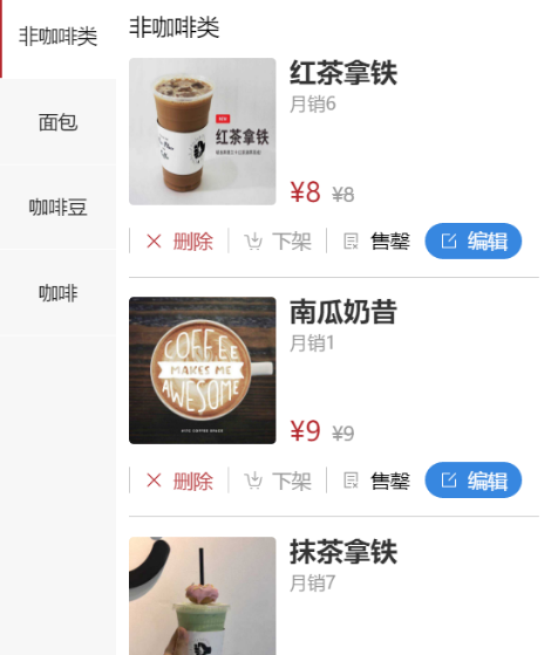 非咖啡类
面包
咖啡豆
咖啡
非咖啡类
红茶拿铁
月销6
红茶拿铁
¥8 ¥8
删除 下架 售罄 编辑
南瓜奶昔
月销1
COFFEE
MAKES ME
AWESOME
¥9 ¥9
删除 下架 售罄 编辑
抹茶拿铁
月销7